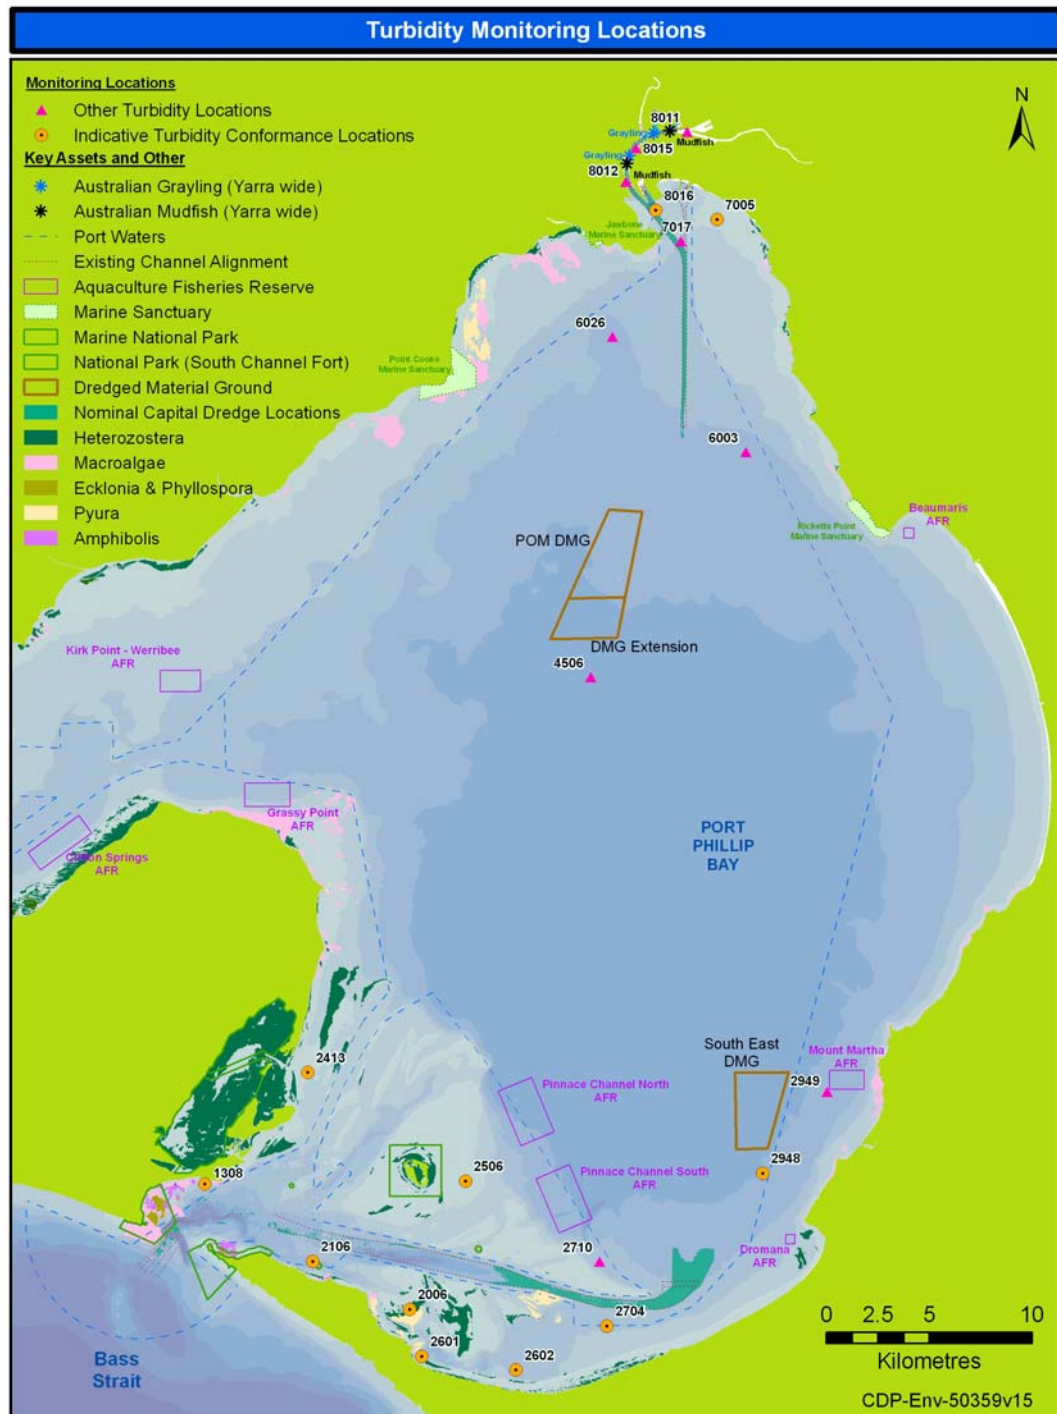 Turbidity Monitoring Locations
Monitoring Locations
Other Turbidity Locations
Indicative Turbidity Conformance Locations
Key Assets and Other
Australian Grayling (Yarra wide)
Australian Mudfish (Yarra wide)
Port Waters
Existing Channel Alignment
Aquaculture Fisheries Reserve
Marine Sanctuary
Marine National Park
National Park (South Channel Fort)
Dredged Material Ground
Nominal Capital Dredge Locations
Heterozostera
Macroalgae
Ecklonia & Phyllospora
Pyura
Amphibolis
N
8011
Grayling
Mudfish
8015
Grayling
8012
Mudfish
8016
7005
Jawbone
Marine Sanctuary
7017
6026
Point Cooke
Marine Sanctuary
6003
Beaumaris
AFR
Ricketts Point
Marine Sanctuary
POM DMG
DMG Extension
4506
Kirk Point - Werribee
AFR
Grassy Point
AFR
Clifton Springs
AFR
PORT
PHILLIP
BAY
2413
South East
DMG
2949
Mount Martha
AFR
Pinnace Channel North
AFR
1308
2506
Pinnace Channel South
AFR
2948
2106
2710
Dromana
AFR
2006
2704
2601
2602
Bass
Strait
0 2.5 5 10
Kilometres
CDP-Env-50359v15